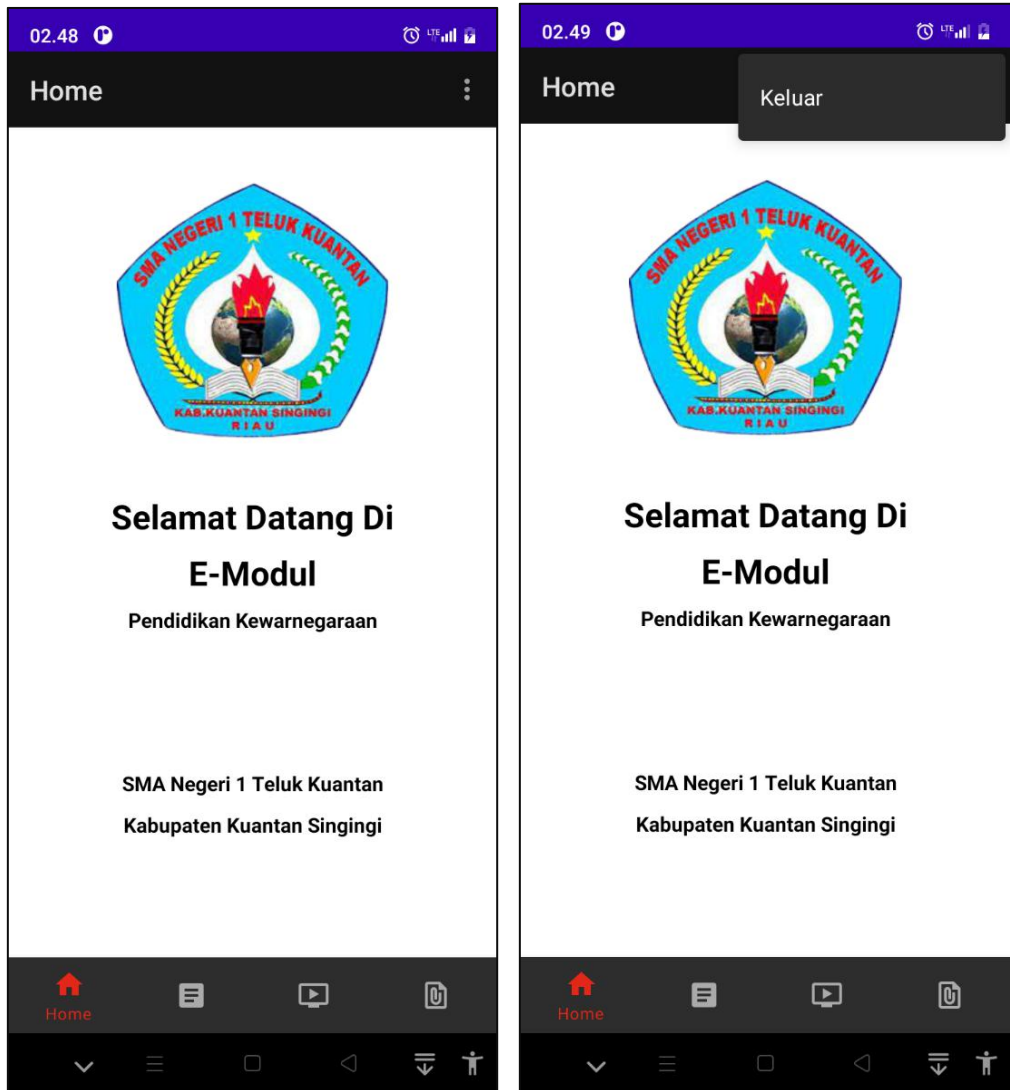 02.48
LTE
Home
SMA NEGERI 1 TELUK KUANTAN
KAB.KUANTAN SINGINGI
RIAU
Selamat Datang Di
E-Modul
Pendidikan Kewarnegaraan
SMA Negeri 1 Teluk Kuantan
Kabupaten Kuantan Singingi
Home
02.49
LTE
Home
Keluar
SMA NEGERI 1 TELUK KUANTAN
KAB.KUANTAN SINGINGI
RIAU
Selamat Datang Di
E-Modul
Pendidikan Kewarnegaraan
SMA Negeri 1 Teluk Kuantan
Kabupaten Kuantan Singingi
Home